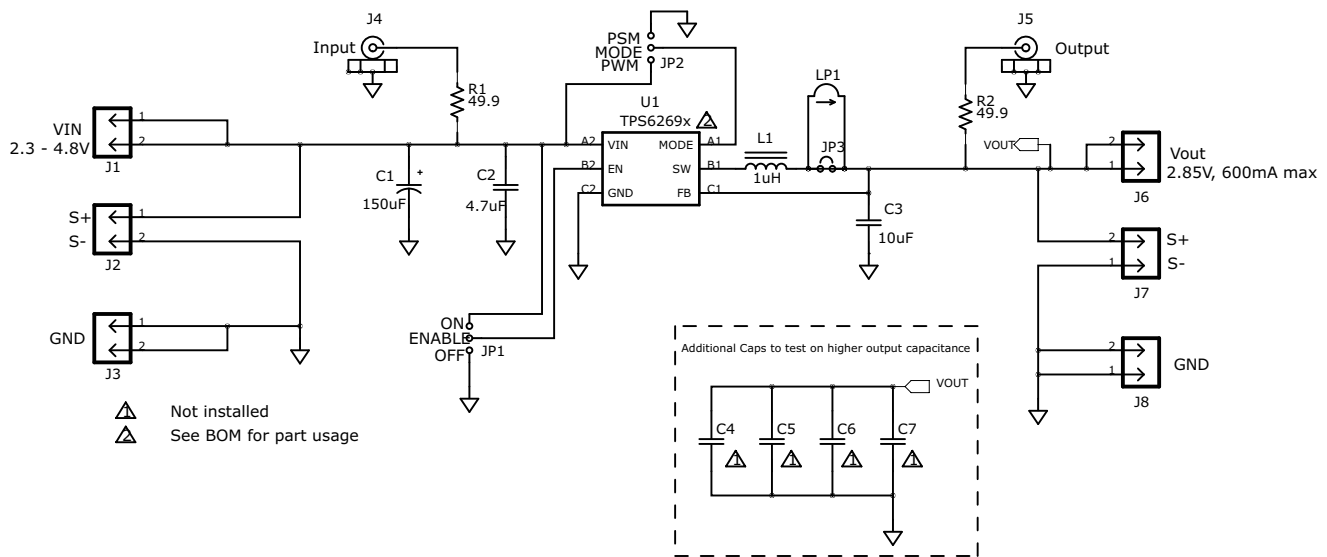 J4
Input
PSM
MODE
PWM
JP2
J5
Output
R1
49.9
LP1
R2
49.9
U1
TPS6269x
2
VIN
2.3 - 4.8V
1
2
J1
A2
VIN
MODE
A1
B2
EN
SW
B1
C2
GND
FB
C1
L1
1uH
JP3
VOUT
2
1
Vout
2.85V, 600mA max
J6
C1
+
150uF
C2
4.7uF
C3
10uF
S+
S-
1
2
J2
2
1
S+
S-
J7
GND
1
2
J3
ON
ENABLE
OFF
JP1
2
1
GND
J8
Additional Caps to test on higher output capacitance
VOUT
C4
C5
C6
C7
1
1
1
1
1
Not installed
2
See BOM for part usage